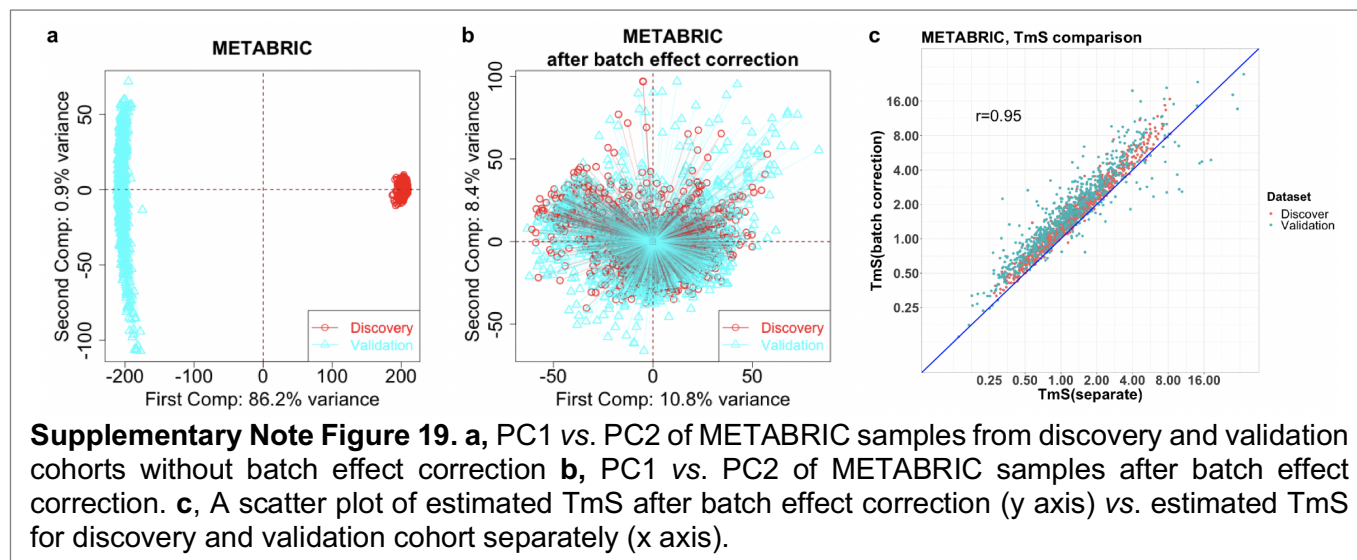 a
METABRIC
Second Comp: 0.9% variance
50
0
-50
-100
-200
-100
0
100
200
First Comp: 86.2% variance
Discovery
Validation
b
METABRIC
after batch effect correction
Second Comp: 8.4% variance
100
50
0
-50
-50
0
50
First Comp: 10.8% variance
Discovery
Validation
c
METABRIC, TmS comparison
r=0.95
TmS(batch correction)
16.00
8.00
4.00
2.00
1.00
0.50
0.25
0.25 0.50 1.00 2.00 4.00 8.00 16.00
TmS(separate)
Dataset
Discover
Validation
Supplementary Note Figure 19. a, PC1 vs. PC2 of METABRIC samples from discovery and validation
cohorts without batch effect correction b, PC1 vs. PC2 of METABRIC samples after batch effect
correction. c, A scatter plot of estimated TmS after batch effect correction (y axis) vs. estimated TmS
for discovery and validation cohort separately (x axis).